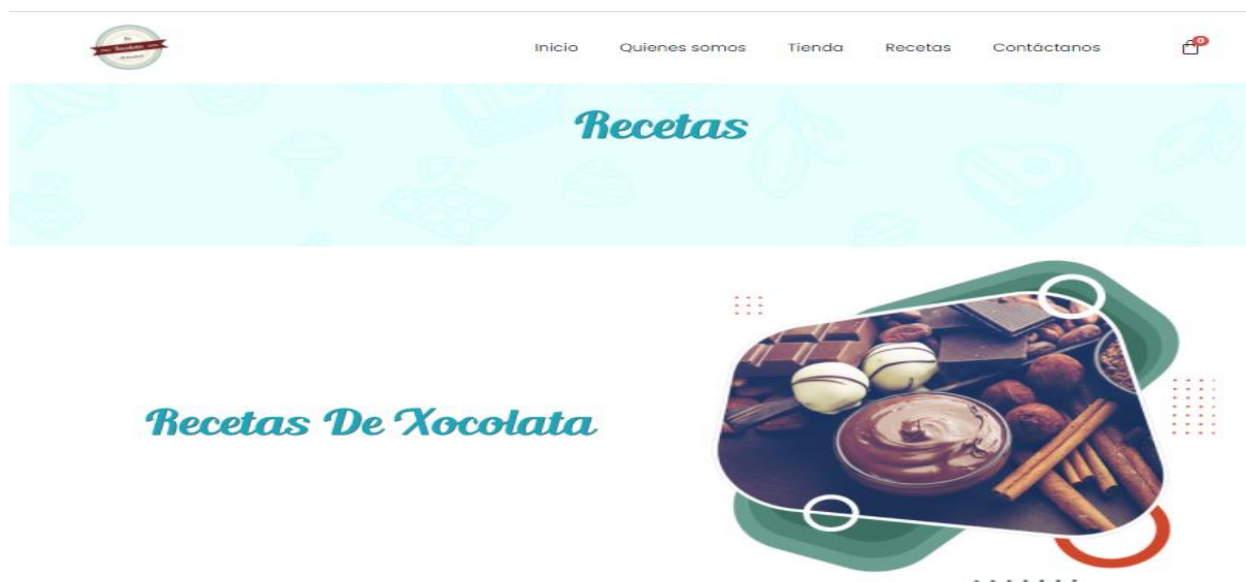 Inicio Quienes somos Tienda Recetas Contáctanos 0
Recetas
Recetas De Xocolata